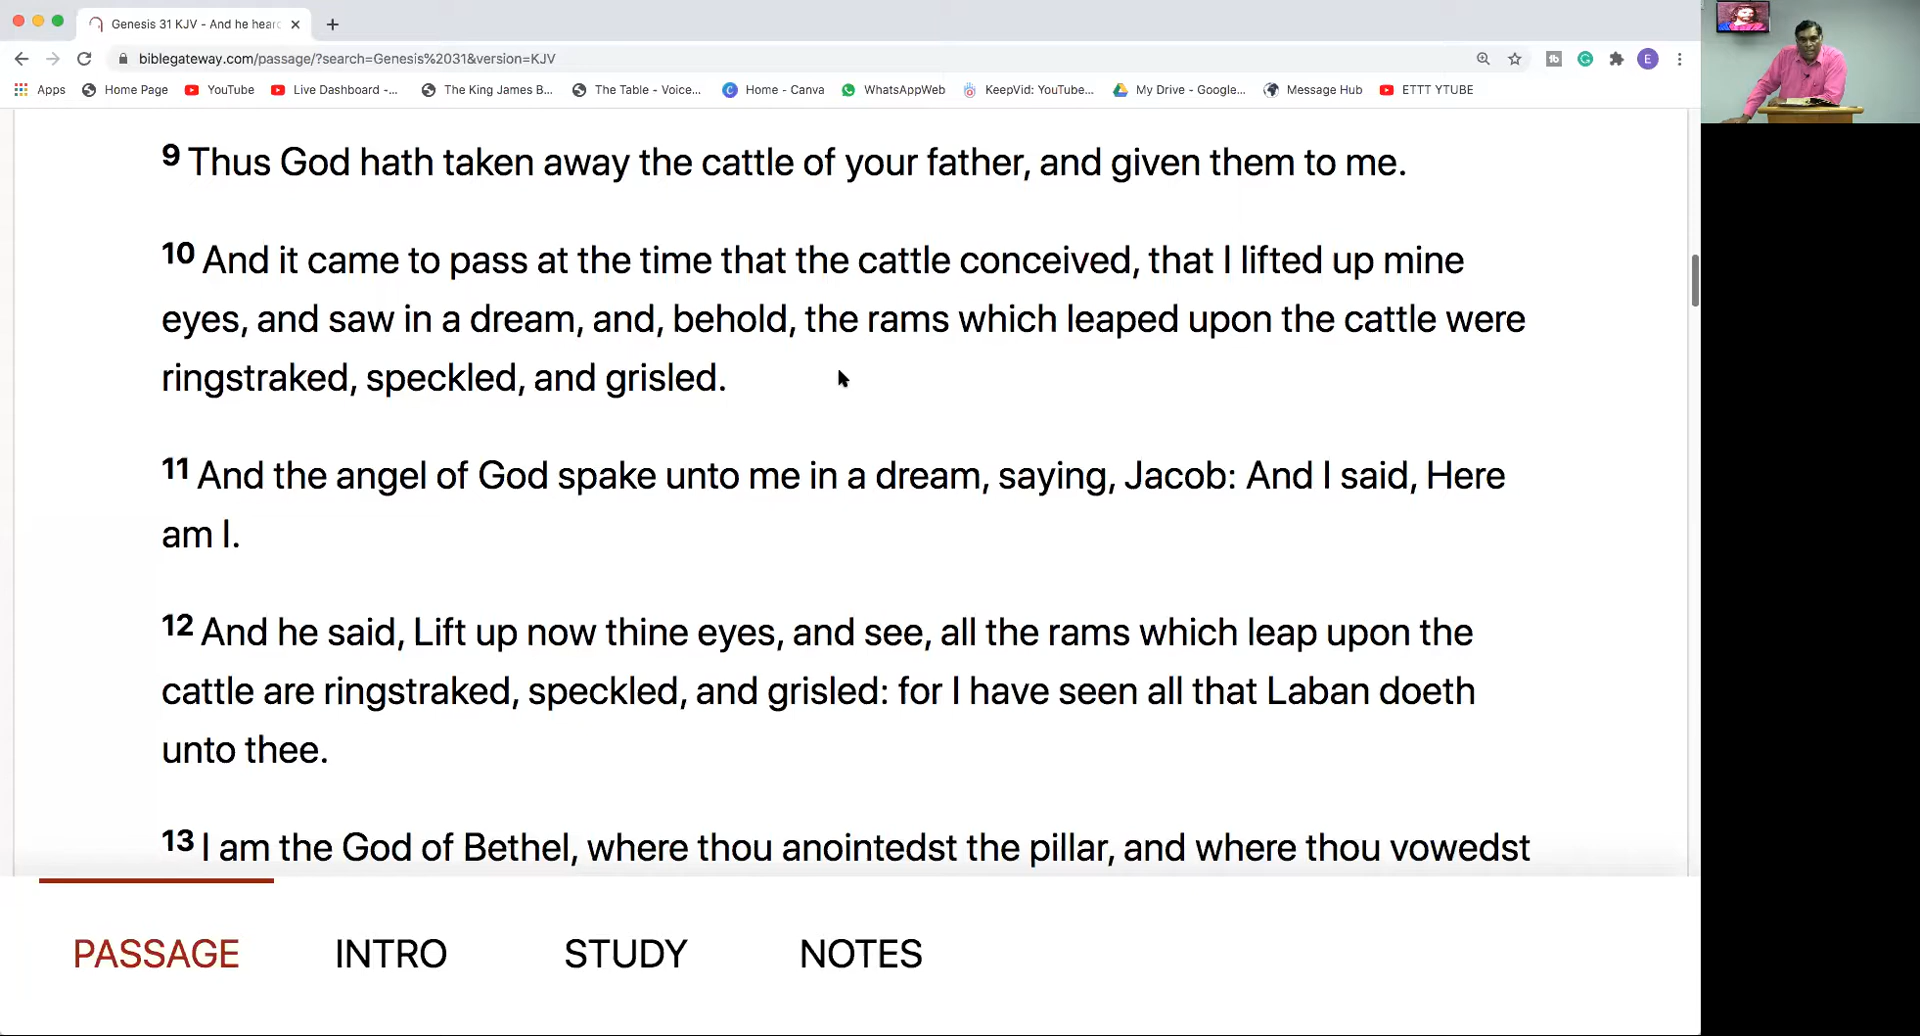 Genesis 31 KJV - And he heard
biblegateway.com/passage/?search=Genesis%2031&version=KJV
E
Apps Home Page YouTube Live Dashboard -... The King James B... The Table - Voice... Home - Canva WhatsAppWeb KeepVid: YouTube... My Drive - Google... Message Hub ETTT YTUBE
9 Thus God hath taken away the cattle of your father, and given them to me.
10 And it came to pass at the time that the cattle conceived, that I lifted up mine
eyes, and saw in a dream, and, behold, the rams which leaped upon the cattle were
ringstraked, speckled, and grisled.
11 And the angel of God spake unto me in a dream, saying, Jacob: And I said, Here
am I.
12 And he said, Lift up now thine eyes, and see, all the rams which leap upon the
cattle are ringstraked, speckled, and grisled: for I have seen all that Laban doeth
unto thee.
13 I am the God of Bethel, where thou anointedst the pillar, and where thou vowedst
PASSAGE INTRO STUDY NOTES